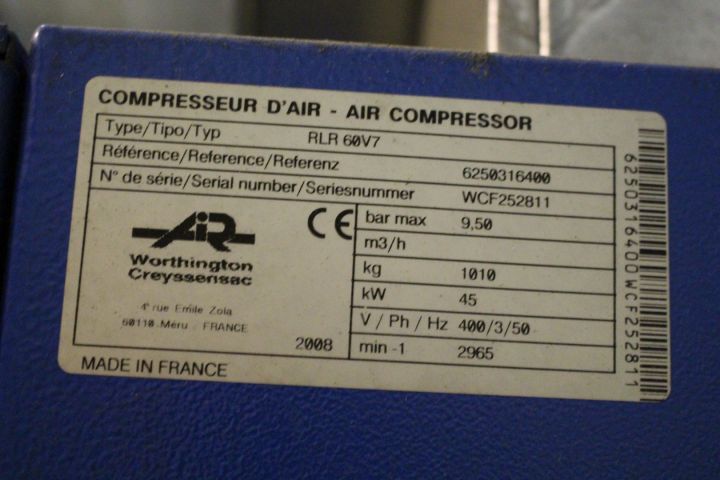 COMPRESSEUR D'AIR - AIR COMPRESSOR
Type/Tipo/Typ RLR 60V7
Référence/Reference/Referenz 6250316400
N° de série/Serial number/Seriesnummer WCF252811
AiR
Worthington
Creyssensac
4 rue Emile Zola
60110 Méru - FRANCE
2008
CE
bar max 9,50
m3/h
kg 1010
kW 45
V / Ph / Hz 400/3/50
min -1 2965
MADE IN FRANCE
6250316400WCF252811